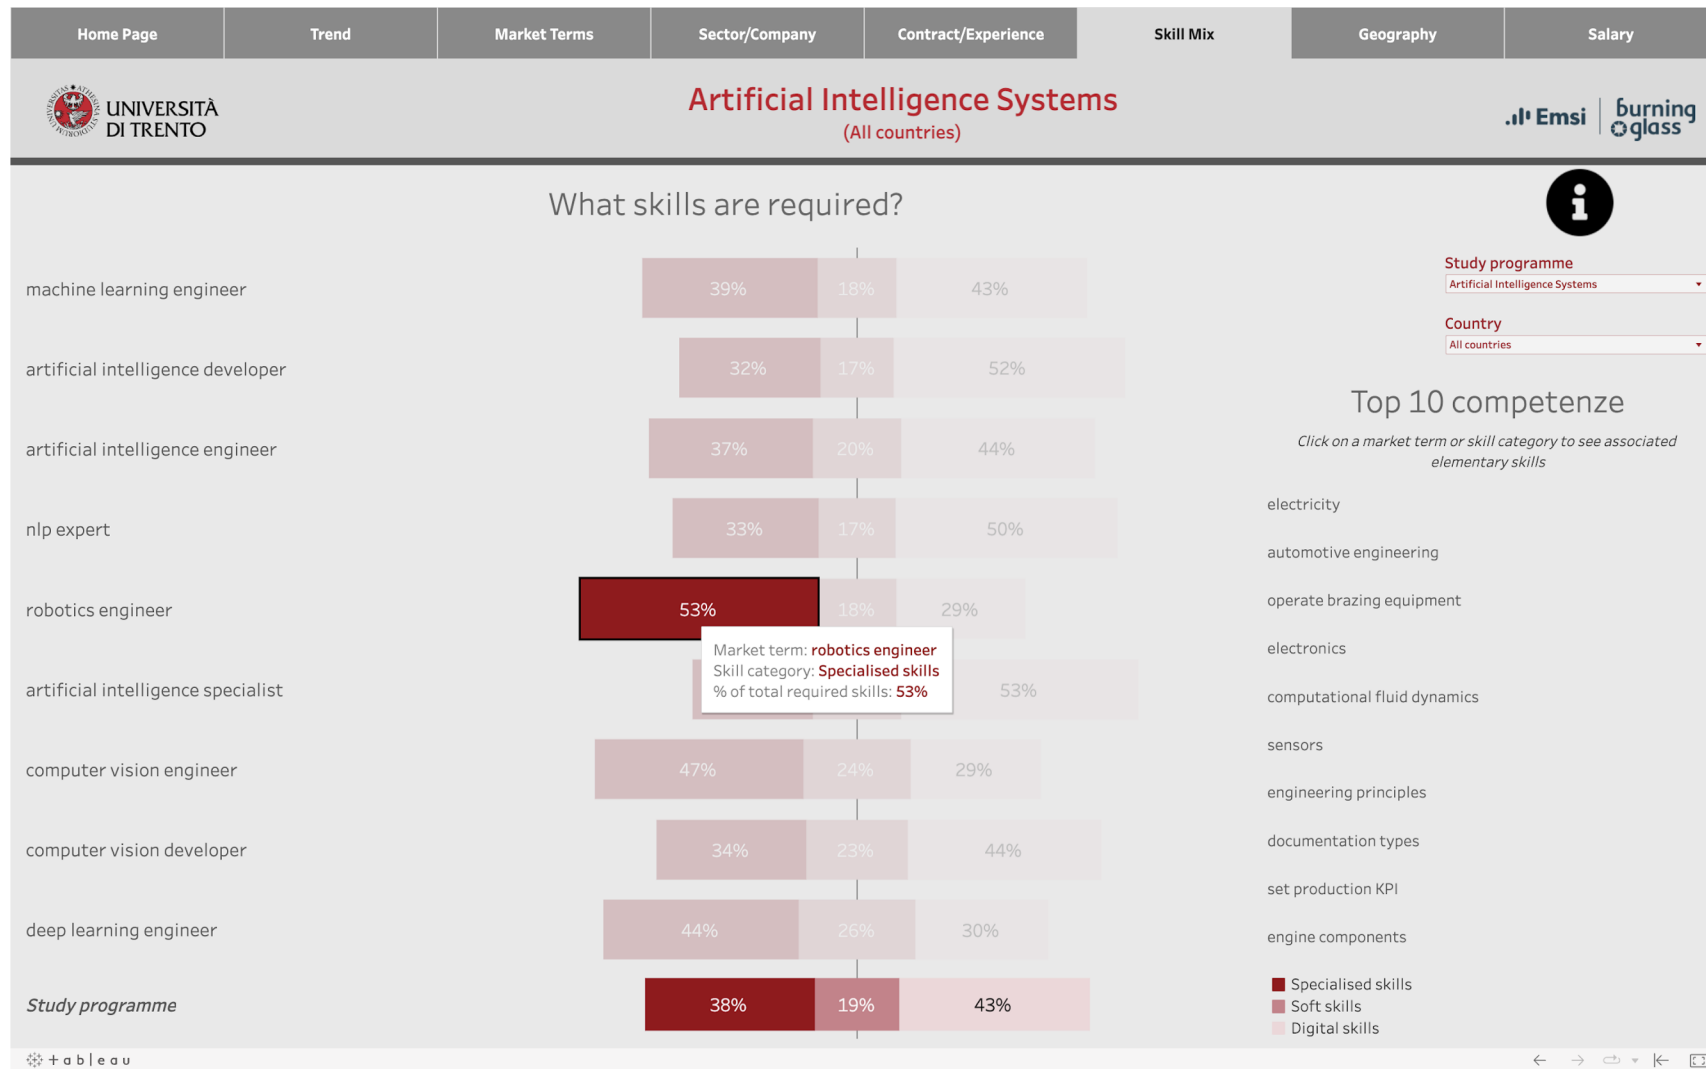 Home Page
Trend
Market Terms
Sector/Company
Contract/Experience
Skill Mix
Geography
Salary
UNIVERSITÀ
DI TRENTO
Artificial Intelligence Systems
(All countries)
Emsi
burning
glass
What skills are required?
machine learning engineer
39% 18% 43%
artificial intelligence developer
32% 17% 52%
artificial intelligence engineer
37% 20% 44%
nlp expert
33% 17% 50%
robotics engineer
53% 18% 29%
Market term: robotics engineer
Skill category: Specialised skills
% of total required skills: 53%
artificial intelligence specialist
53%
computer vision engineer
47% 24% 29%
computer vision developer
34% 23% 44%
deep learning engineer
44% 26% 30%
Study programme
38% 19% 43%
Study programme
Artificial Intelligence Systems
Country
All countries
Top 10 competenze
Click on a market term or skill category to see associated
elementary skills
electricity
automotive engineering
operate brazing equipment
electronics
computational fluid dynamics
sensors
engineering principles
documentation types
set production KPI
engine components
Specialised skills
Soft skills
Digital skills
+ableau